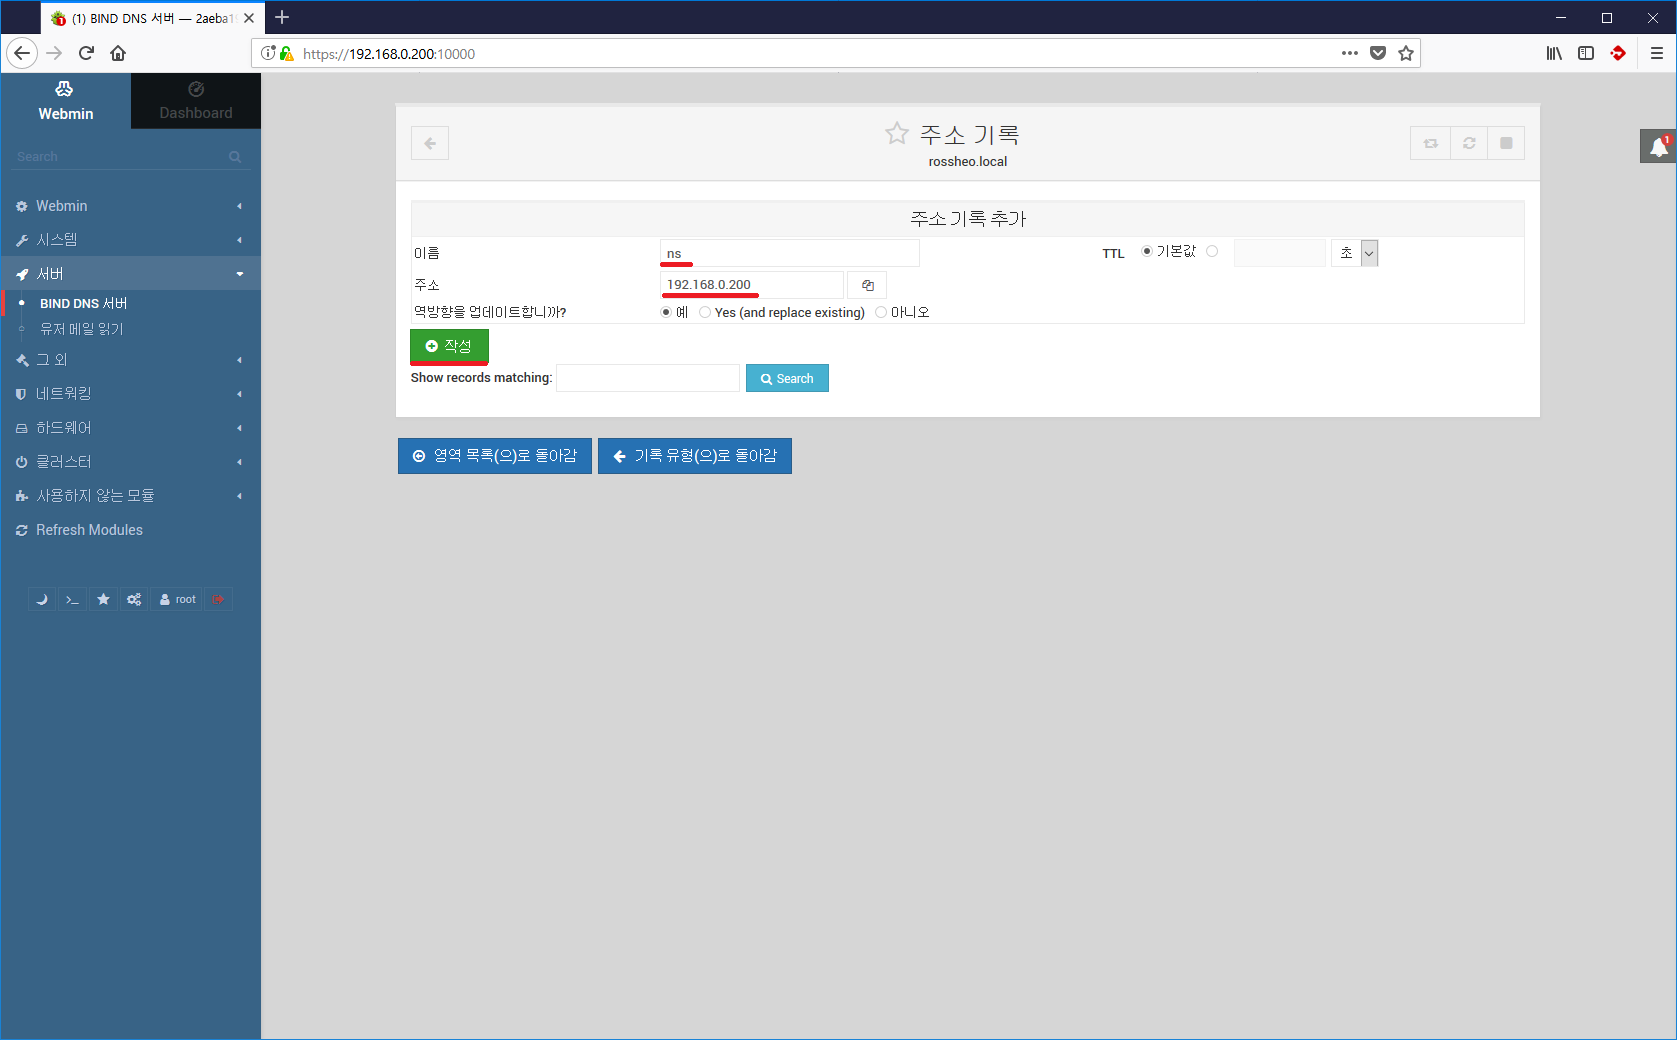 (1) BIND DNS 서버 — 2aeba1
https://192.168.0.200:10000
Webmin
Dashboard
Search
Webmin
시스템
서버
BIND DNS 서버
유저 메일 읽기
그 외
네트워킹
하드웨어
클러스터
사용하지 않는 모듈
Refresh Modules
root
주소 기록
rossheo.local
1
주소 기록 추가
이름 ns TTL 기본값 초
주소 192.168.0.200
역방향을 업데이트합니까? 예 Yes (and replace existing) 아니오
작성
Show records matching: Search
영역 목록(으)로 돌아감 기록 유형(으)로 돌아감